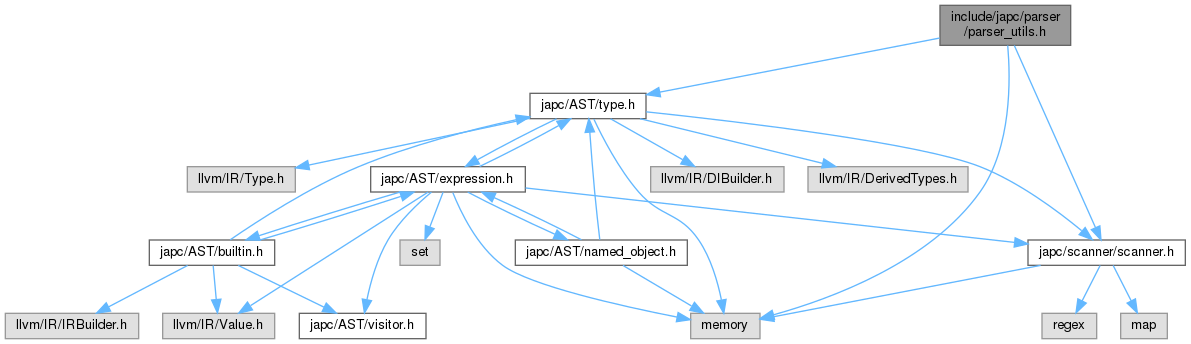 include/japc/parser
/parser_utils.h
japc/AST/type.h
llvm/IR/Type.h
japc/AST/expression.h
llvm/IR/DIBuilder.h
llvm/IR/DerivedTypes.h
japc/AST/builtin.h
set
japc/AST/named_object.h
japc/scanner/scanner.h
llvm/IR/IRBuilder.h
llvm/IR/Value.h
japc/AST/visitor.h
memory
regex
map